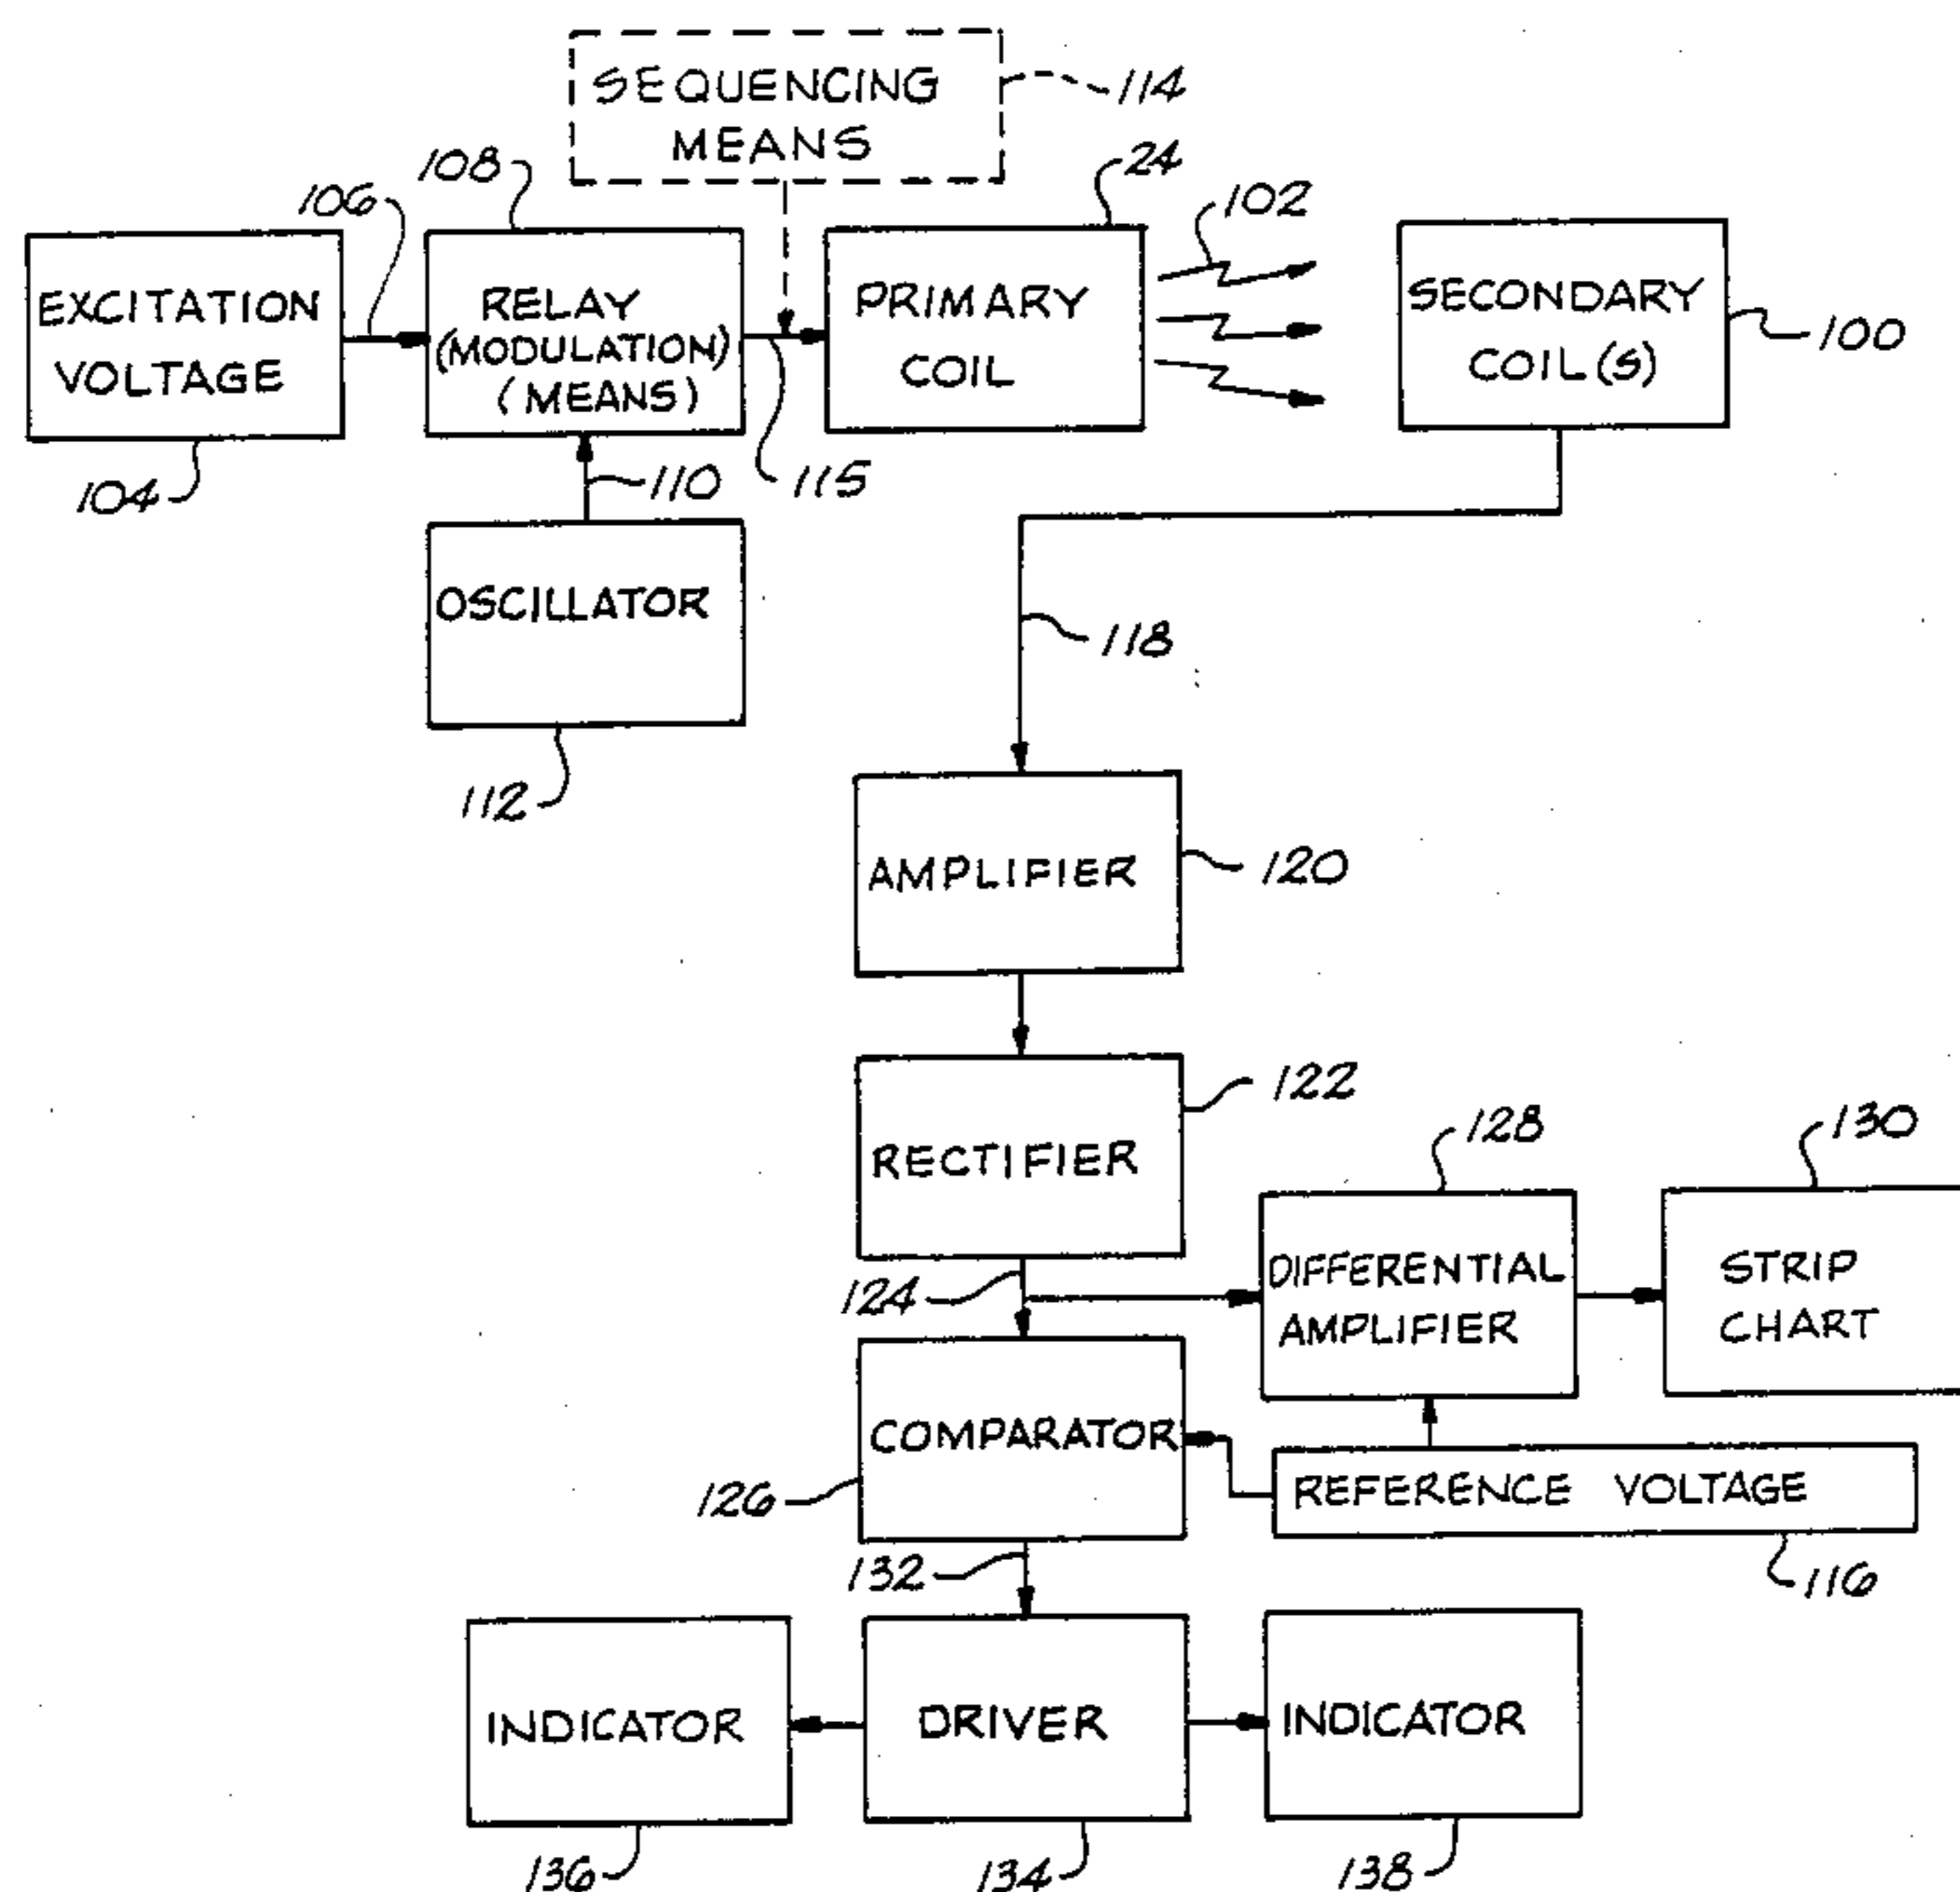 SEQUENCING
MEANS
114
108
24
102
106
EXCITATION
VOLTAGE
RELAY
(MODULATION)
(MEANS)
PRIMARY
COIL
SECONDARY
COIL(S)
100
104
110
115
OSCILLATOR
118
112
AMPLIFIER
120
122
RECTIFIER
128
130
124
DIFFERENTIAL
AMPLIFIER
STRIP
CHART
COMPARATOR
126
REFERENCE VOLTAGE
132
116
INDICATOR
DRIVER
INDICATOR
136
134
138